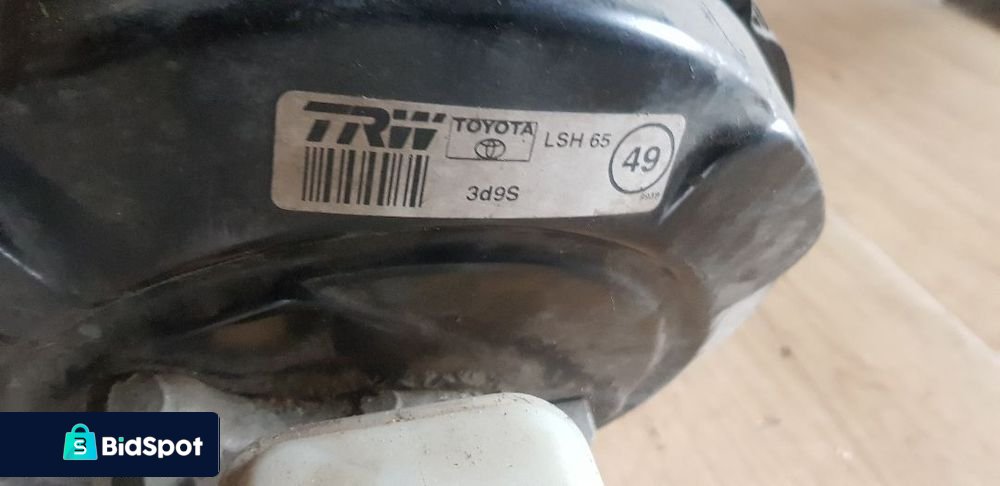 TRW
TOYOTA
LSH 65
49
3d9S
BidSpot